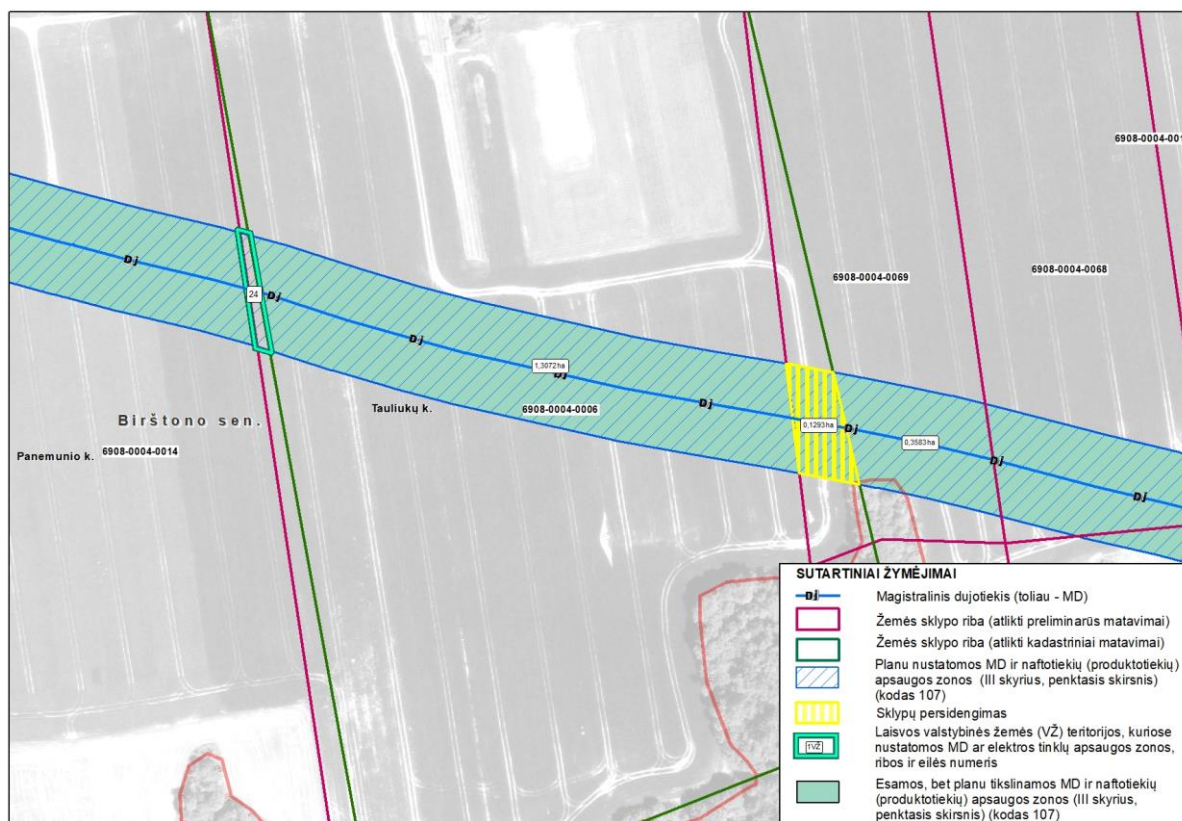 6908-0004-001
6908-0004-0069
6908-0004-0068
Dj
24
Dj
Dj
1,3072ha
Dj
Tauliukų k.
6908-0004-0006
Dj
Birštono sen.
Panemunio k.
6908-0004-0014
0,1293ha
Dj
0,3583ha
Dj
Dj
SUTARTINIAI ŽYMĖJIMAI
Dj
Magistralinis dujotiekis (toliau - MD)
Žemės sklypo riba (atlikti preliminarūs matavimai)
Žemės sklypo riba (atlikti kadastriniai matavimai)
Planu nustatomos MD ir naftotiekių (produktotiekių)
apsaugos zonos (III skyrius, penktasis skirsnis)
(kodas 107)
Sklypų persidengimas
1VŽ
Laisvos valstybinės žemės (VŽ) teritorijos, kuriose
nustatomos MD ar elektros tinklų apsaugos zonos,
ribos ir eilės numeris
Esamos, bet planu tikslinamos MD ir naftotiekių
(produktotiekių) apsaugos zonos (III skyrius,
penktasis skirsnis) (kodas 107)